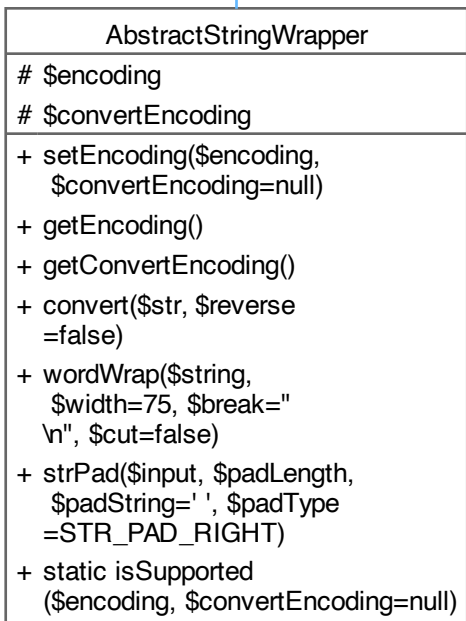 AbstractStringWrapper
# $encoding
# $convertEncoding
+ setEncoding($encoding,
$convertEncoding=null)
+ getEncoding()
+ getConvertEncoding()
+ convert($str, $reverse
=false)
+ wordWrap($string,
$width=75, $break="
\n", $cut=false)
+ strPad($input, $padLength,
$padString=' ', $padType
=STR_PAD_RIGHT)
+ static isSupported
($encoding, $convertEncoding=null)